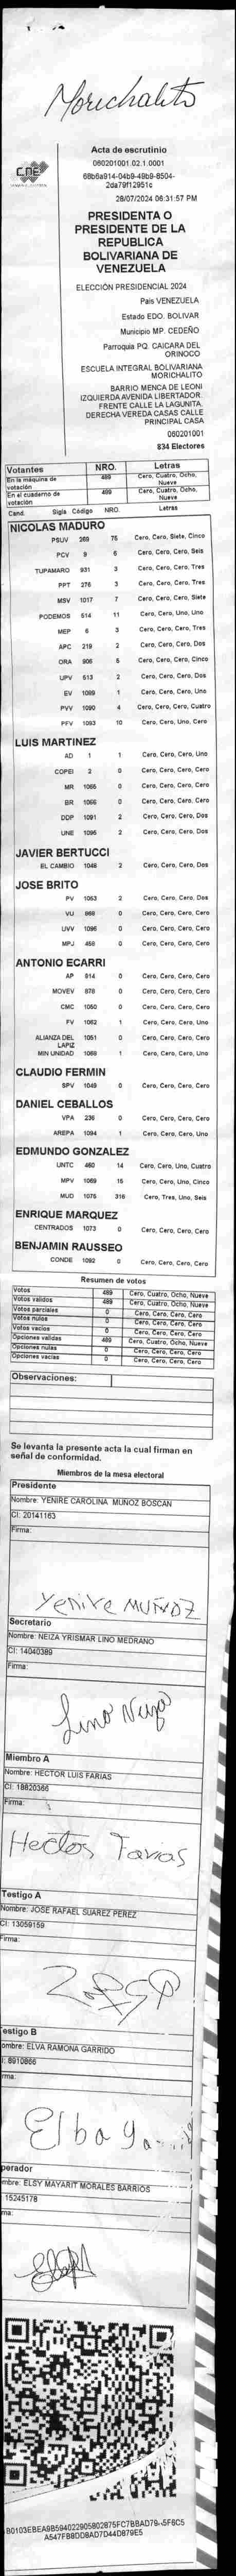 Morichalito
CNE
Acta de escrutinio
060201001.02.1.0001
68b6a914-04b9-49b9-8504-
2da79f12951c
28/07/2024 06:31:57 PM
PRESIDENTA O
PRESIDENTE DE LA
REPUBLICA
BOLIVARIANA DE
VENEZUELA
ELECCIÓN PRESIDENCIAL 2024
País VENEZUELA
Estado EDO. BOLIVAR
Municipio MP. CEDEÑO
Parroquia PQ. CAICARA DEL
ORINOCO
ESCUELA INTEGRAL BOLIVARIANA
MORICHALITO
BARRIO MENCA DE LEONI
IZQUIERDA AVENIDA LIBERTADOR.
FRENTE CALLE LA LAGUNITA.
DERECHA VEREDA CASAS CALLE
PRINCIPAL CASA
060201001
834 Electores
Votantes NRO. Letras
En la máquina de votación 489 Cero, Cuatro, Ocho, Nueve
En el cuaderno de votación 489 Cero, Cuatro, Ocho, Nueve
Cand. Sigla Código NRO. Letras
NICOLAS MADURO
PSUV 269 75 Cero, Cero, Siete, Cinco
PCV 9 6 Cero, Cero, Cero, Seis
TUPAMARO 931 3 Cero, Cero, Cero, Tres
PPT 276 3 Cero, Cero, Cero, Tres
MSV 1017 7 Cero, Cero, Cero, Siete
PODEMOS 514 11 Cero, Cero, Uno, Uno
MEP 6 3 Cero, Cero, Cero, Tres
APC 219 2 Cero, Cero, Cero, Dos
ORA 906 5 Cero, Cero, Cero, Cinco
UPV 513 2 Cero, Cero, Cero, Dos
EV 1089 1 Cero, Cero, Cero, Uno
PVV 1090 4 Cero, Cero, Cero, Cuatro
PFV 1093 10 Cero, Cero, Uno, Cero
LUIS MARTINEZ
AD 1 1 Cero, Cero, Cero, Uno
COPEI 2 0 Cero, Cero, Cero, Cero
MR 1065 0 Cero, Cero, Cero, Cero
BR 1066 0 Cero, Cero, Cero, Cero
DDP 1091 2 Cero, Cero, Cero, Dos
UNE 1095 2 Cero, Cero, Cero, Dos
JAVIER BERTUCCI
EL CAMBIO 1048 2 Cero, Cero, Cero, Dos
JOSE BRITO
PV 1053 2 Cero, Cero, Cero, Dos
VU 968 0 Cero, Cero, Cero, Cero
UVV 1096 0 Cero, Cero, Cero, Cero
MPJ 458 0 Cero, Cero, Cero, Cero
ANTONIO ECARRI
AP 914 0 Cero, Cero, Cero, Cero
MOVEV 878 0 Cero, Cero, Cero, Cero
CMC 1050 0 Cero, Cero, Cero, Cero
FV 1062 1 Cero, Cero, Cero, Uno
ALIANZA DEL LAPIZ 1051 0 Cero, Cero, Cero, Cero
MIN UNIDAD 1069 1 Cero, Cero, Cero, Uno
CLAUDIO FERMIN
SPV 1049 0 Cero, Cero, Cero, Cero
DANIEL CEBALLOS
VPA 236 0 Cero, Cero, Cero, Cero
AREPA 1094 1 Cero, Cero, Cero, Uno
EDMUNDO GONZALEZ
UNTC 460 14 Cero, Cero, Uno, Cuatro
MPV 1069 15 Cero, Cero, Uno, Cinco
MUD 1075 316 Cero, Tres, Uno, Seis
ENRIQUE MARQUEZ
CENTRADOS 1073 0 Cero, Cero, Cero, Cero
BENJAMIN RAUSSEO
CONDE 1092 0 Cero, Cero, Cero, Cero
Resumen de votos
Votos 489 Cero, Cuatro, Ocho, Nueve
Votos validos 489 Cero, Cuatro, Ocho, Nueve
Votos parciales 0 Cero, Cero, Cero, Cero
Votos nulos 0 Cero, Cero, Cero, Cero
Votos vacios 0 Cero, Cero, Cero, Cero
Opciones validas 489 Cero, Cuatro, Ocho, Nueve
Opciones nulas 0 Cero, Cero, Cero, Cero
Opciones vacias 0 Cero, Cero, Cero, Cero
Observaciones:
Se levanta la presente acta la cual firman en
señal de conformidad.
Miembros de la mesa electoral
Presidente
Nombre: YENIRE CAROLINA MUNOZ BOSCAN
CI: 20141163
Firma:
Yenire MUÑOZ
Secretario
Nombre: NEIZA YRISMAR LINO MEDRANO
CI: 14040389
Firma:
Lino Neiza
Miembro A
Nombre: HECTOR LUIS FARIAS
CI: 18620366
Firma:
Hector Farias
Testigo A
Nombre: JOSE RAFAEL SUAREZ PEREZ
CI: 13059159
Firma:
estigo B
ombre: ELVA RAMONA GARRIDO
I: 8910866
rma:
Elba
perador
mbre: ELSY MAYARIT MORALES BARRIOS
15245178
ma:
A547FB8DD8AD7D44D879E5